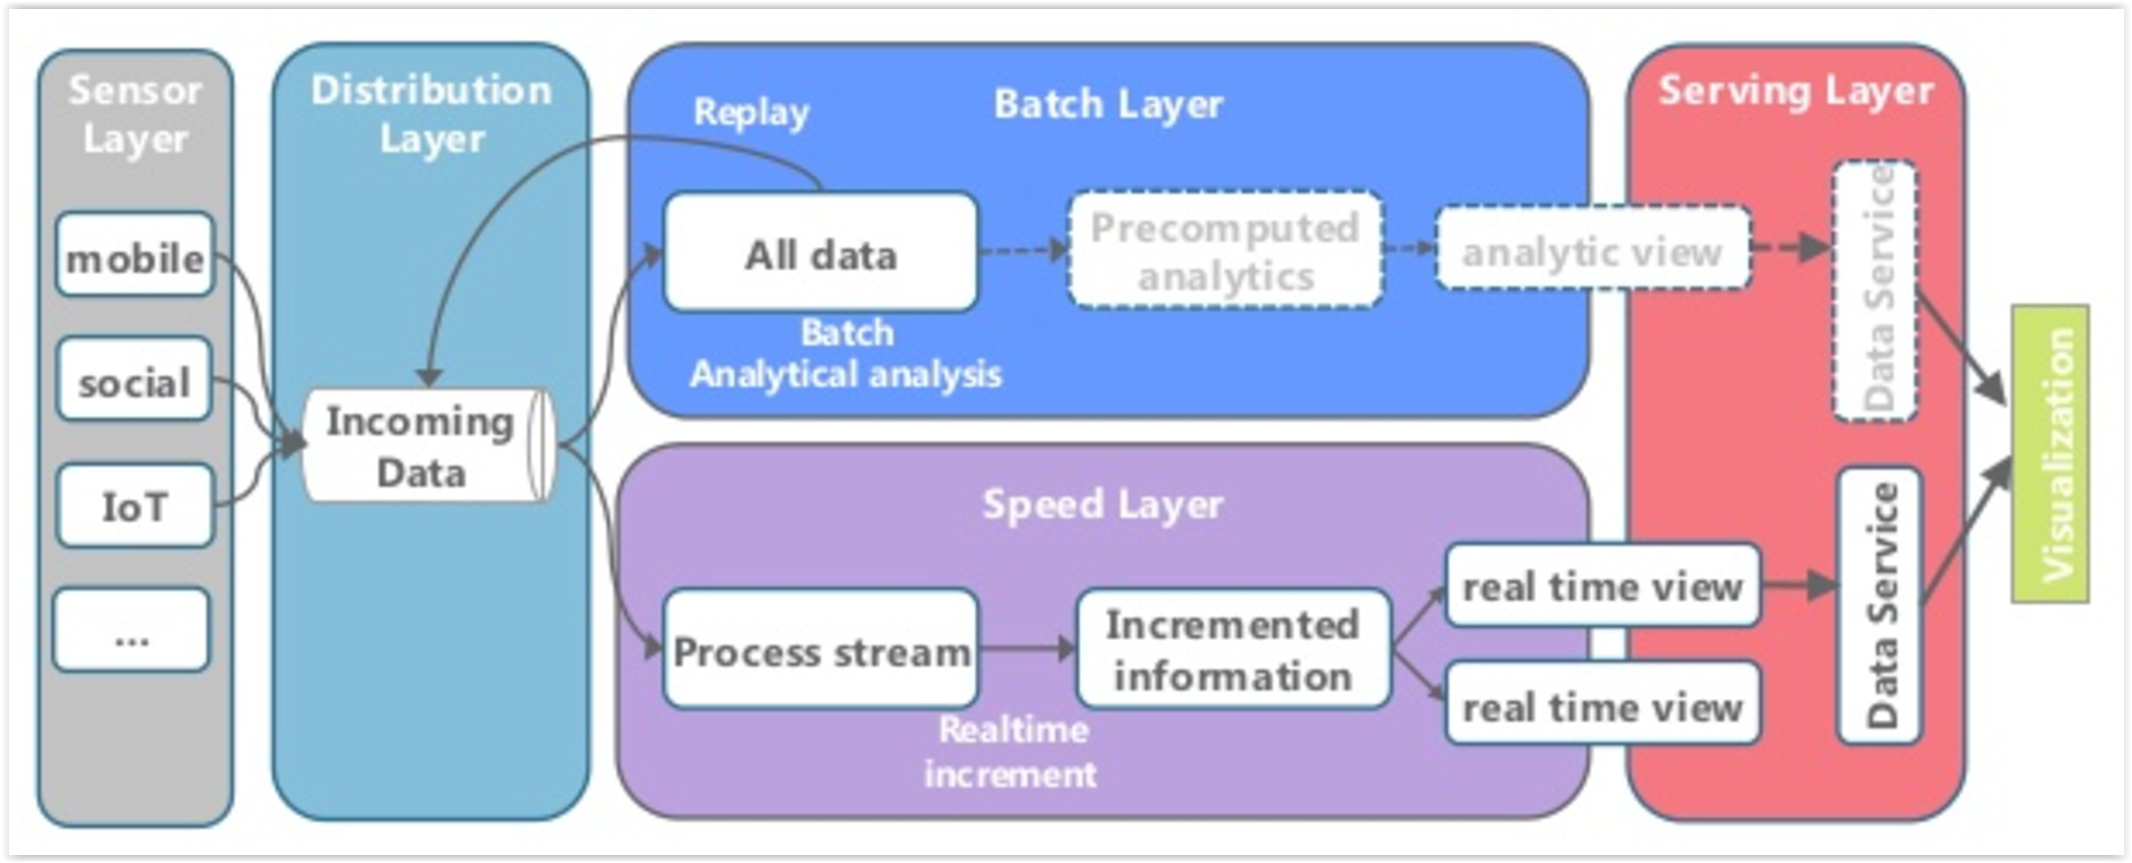 Sensor
Layer
mobile
social
IoT
...
Distribution
Layer
Incoming
Data
Replay
Batch Layer
All data
Precomputed
analytics
analytic view
Batch
Analytical analysis
Speed Layer
Process stream
Incremented
information
real time view
real time view
Realtime
increment
Serving Layer
Data Service
Data Service
Visualization